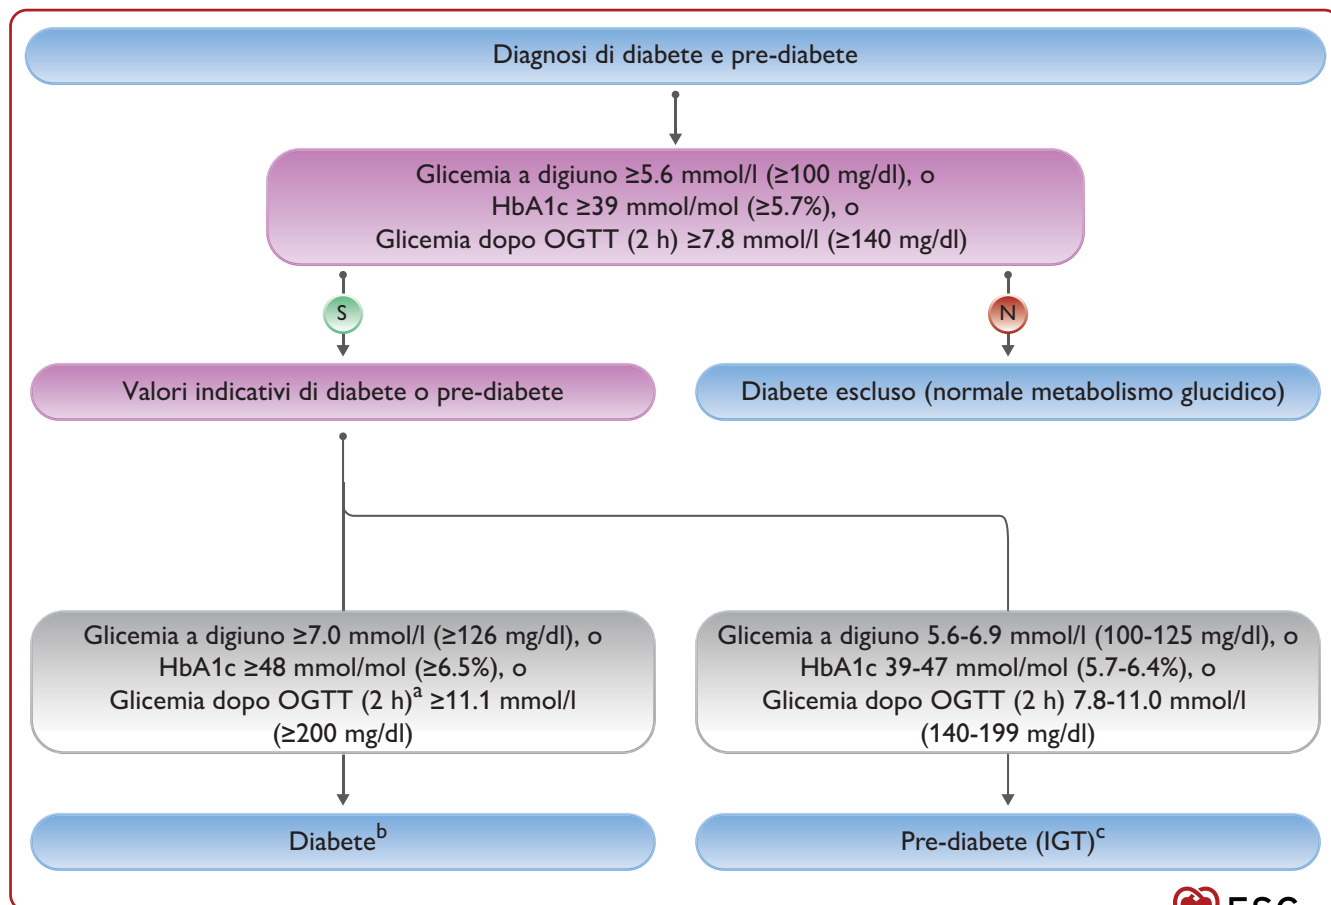 Diagnosi di diabete e pre-diabete
Glicemia a digiuno ≥5.6 mmol/l (≥100 mg/dl), o
HbA1c ≥39 mmol/mol (≥5.7%), o
Glicemia dopo OGTT (2 h) ≥7.8 mmol/l (≥140 mg/dl)
S
N
Valori indicativi di diabete o pre-diabete
Diabete escluso (normale metabolismo glucidico)
Glicemia a digiuno ≥7.0 mmol/l (≥126 mg/dl), o
HbA1c ≥48 mmol/mol (≥6.5%), o
Glicemia dopo OGTT (2 h)a ≥11.1 mmol/l
(≥200 mg/dl)
Glicemia a digiuno 5.6-6.9 mmol/l (100-125 mg/dl), o
HbA1c 39-47 mmol/mol (5.7-6.4%), o
Glicemia dopo OGTT (2 h) 7.8-11.0 mmol/l
(140-199 mg/dl)
Diabeteb
Pre-diabete (IGT)c
ESC